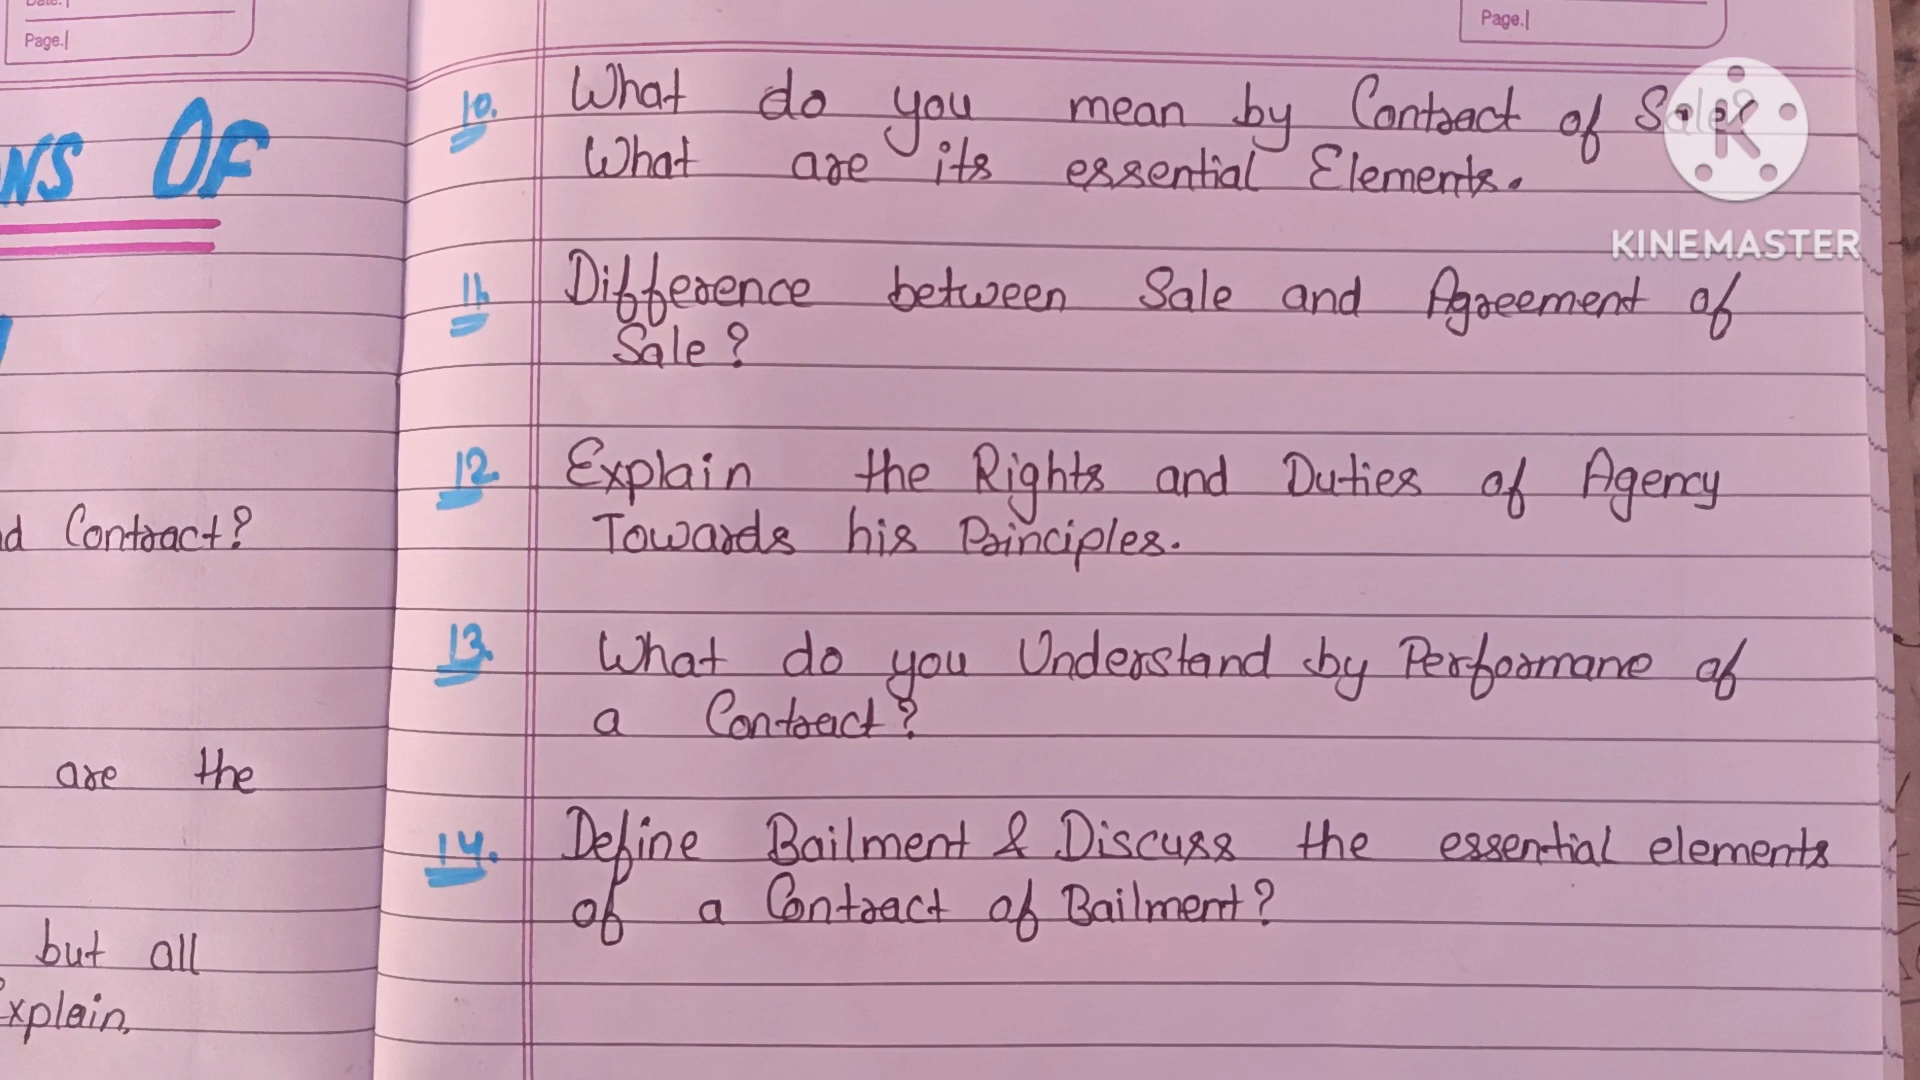 Date.
Page.
NS OF
d Contract?
are the
but all
Explain.
Page.
10. What do you mean by Contract of Sale?
What are its essential Elements.
11. Difference between Sale and Agreement of
Sale?
12. Explain the Rights and Duties of Agency
Towards his Principles.
13. What do you Understand by Performane of
a Contract?
14. Define Bailment & Discuss the essential elements
of a Contract of Bailment?
K
KINEMASTER